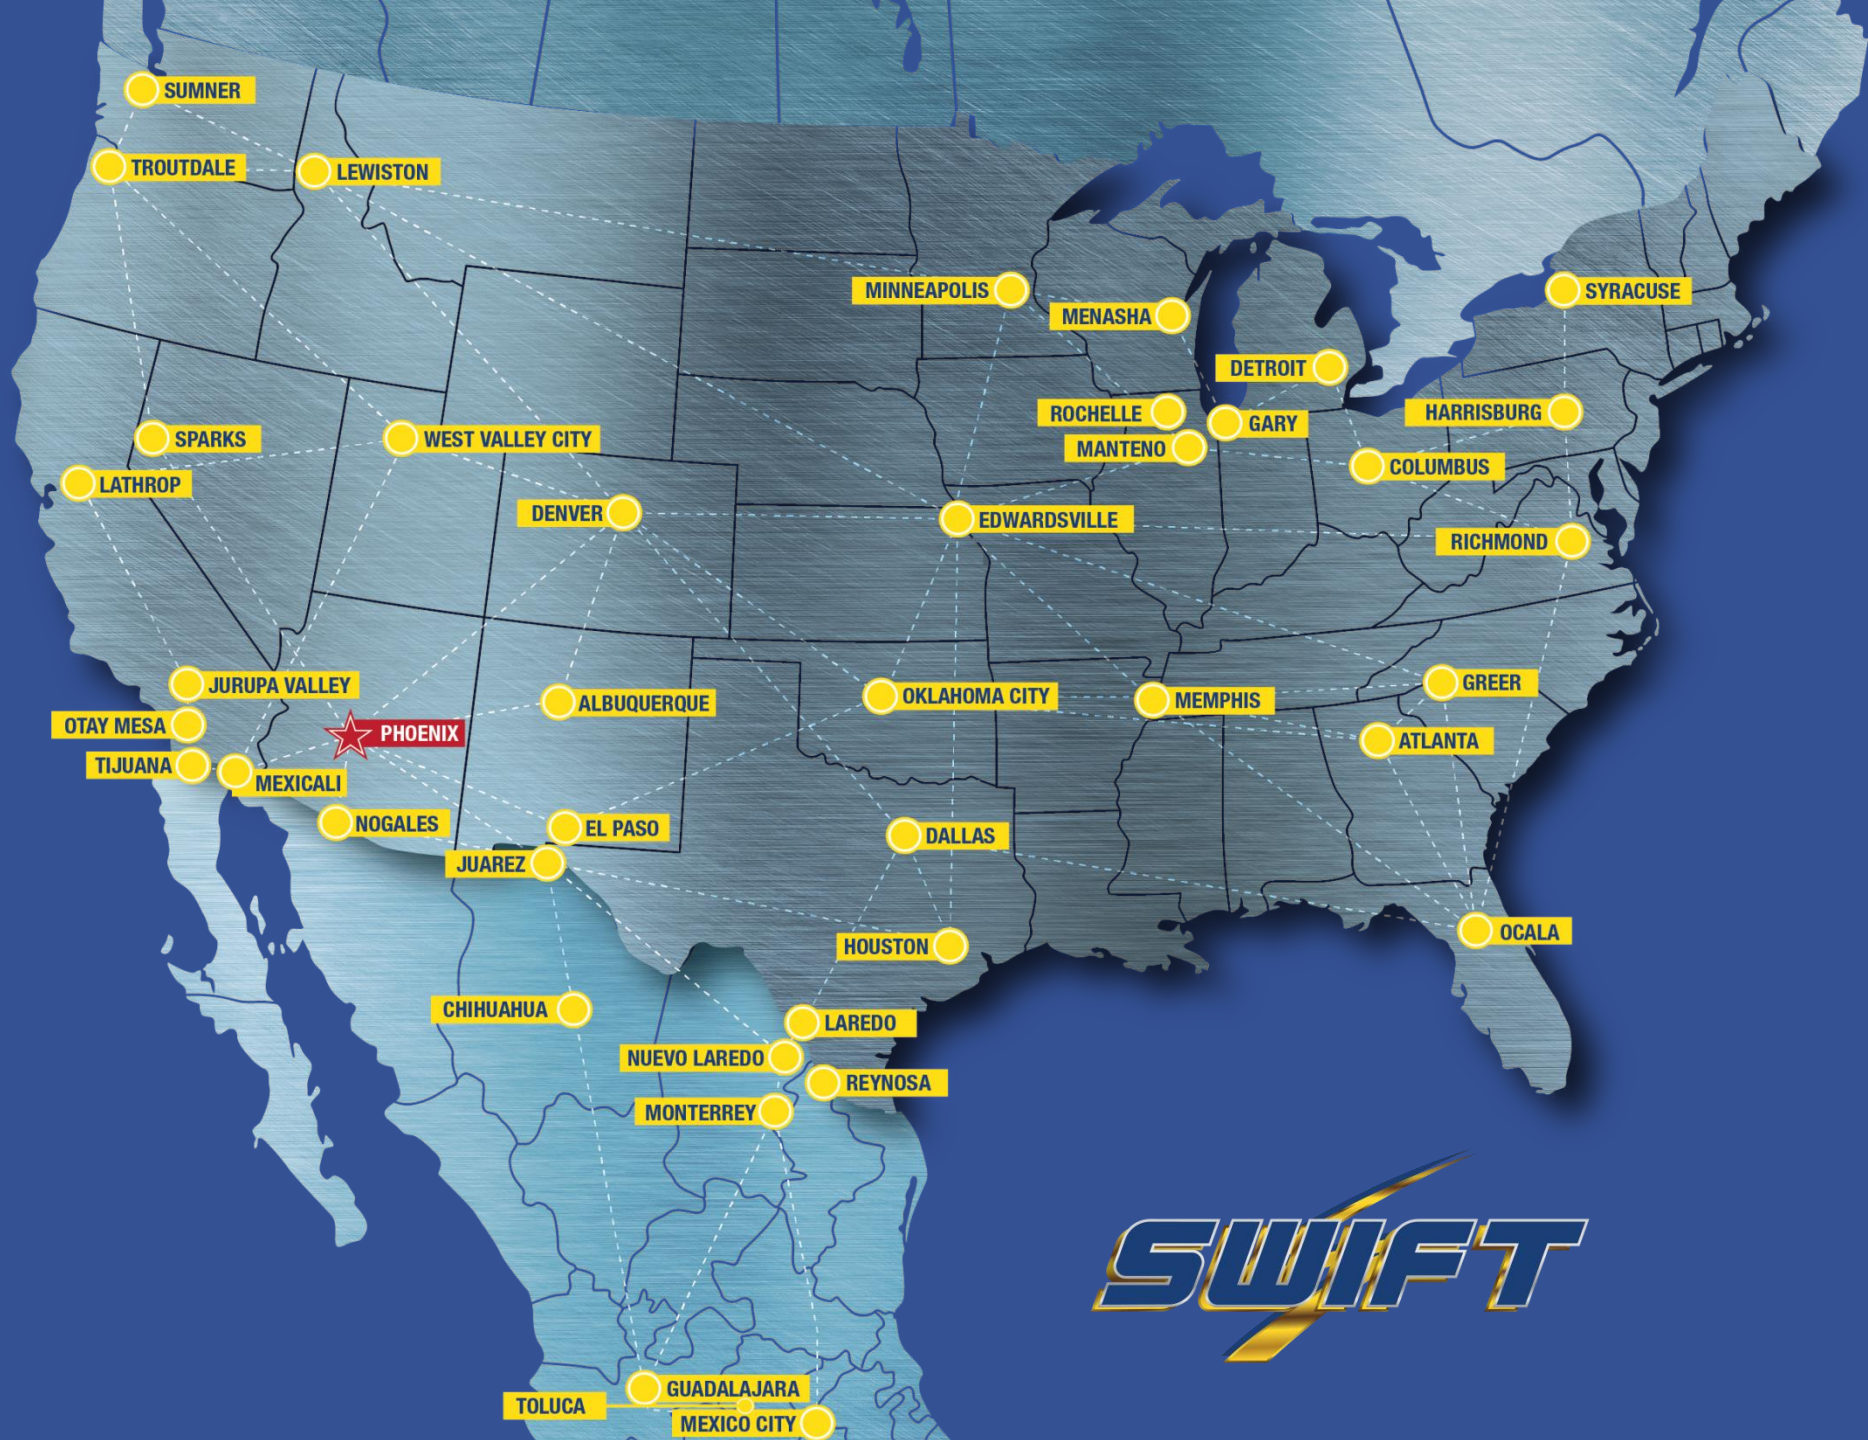 SUMNER
TROUTDALE
LEWISTON
MINNEAPOLIS
SYRACUSE
MENASHA
DETROIT
ROCHELLE
HARRISBURG
GARY
SPARKS
WEST VALLEY CITY
MANTENO
COLUMBUS
LATHROP
DENVER
EDWARDSVILLE
RICHMOND
JURUPA VALLEY
GREER
OKLAHOMA CITY
ALBUQUERQUE
MEMPHIS
OTAY MESA
PHOENIX
ATLANTA
TIJUANA
MEXICALI
NOGALES
EL PASO
DALLAS
JUAREZ
OCALA
HOUSTON
CHIHUAHUA
LAREDO
NUEVO LAREDO
REYNOSA
MONTERREY
SWIFT
GUADALAJARA
TOLUCA
MEXICO CITY